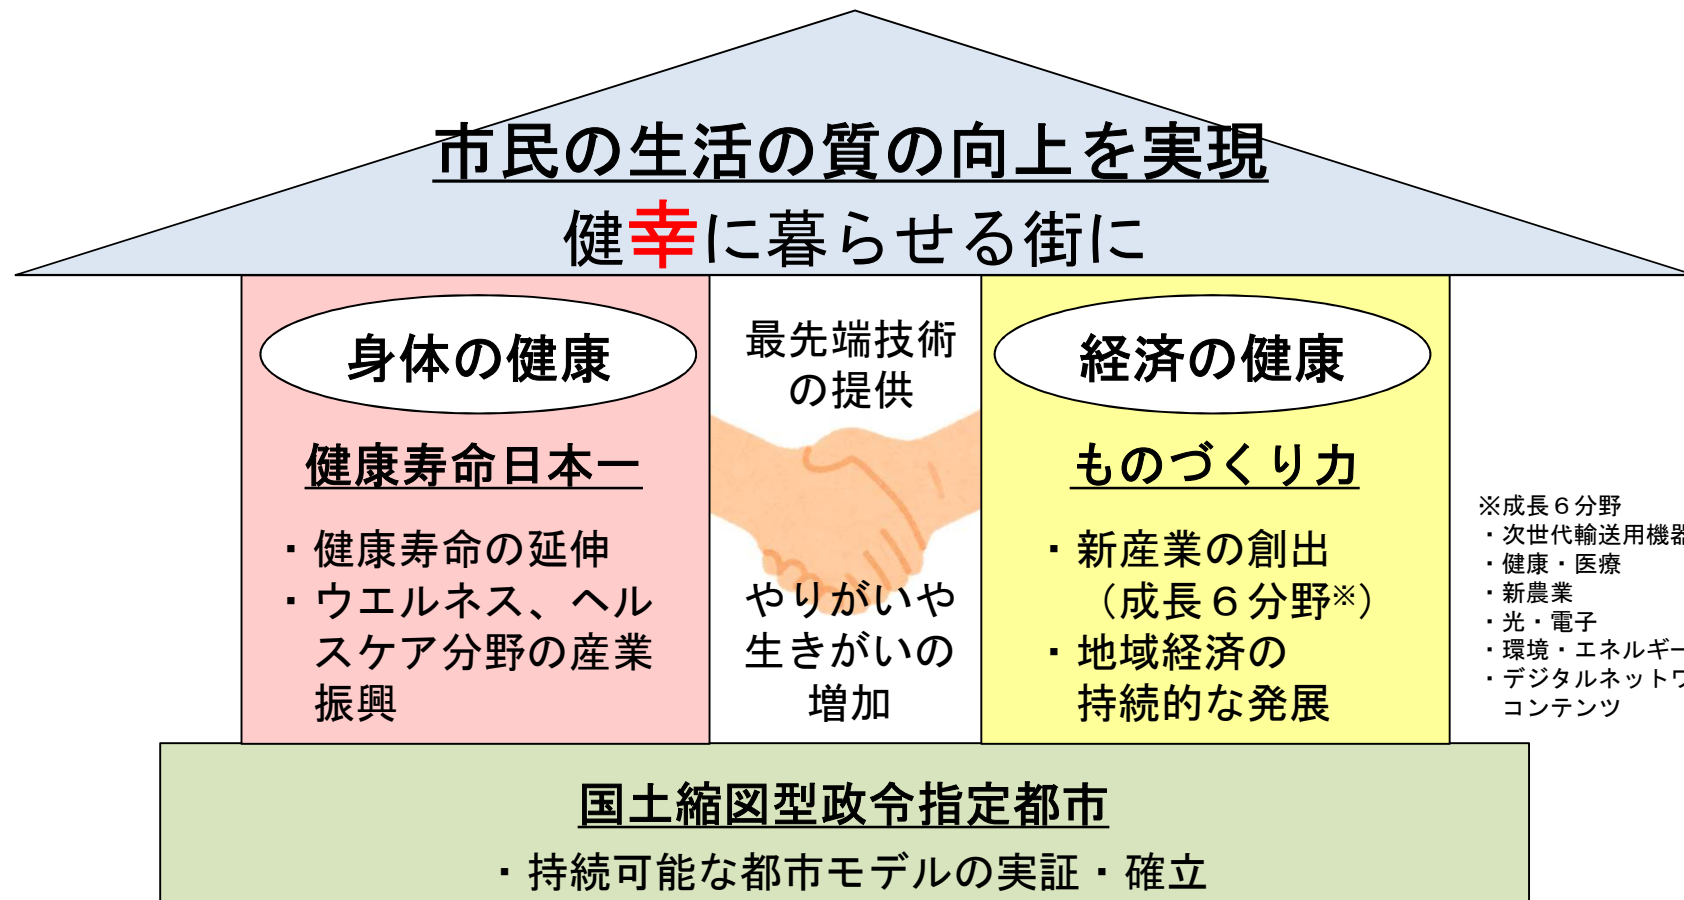 市民の生活の質の向上を実現
健幸に暮らせる街に
身体の健康
健康寿命日本一
・健康寿命の延伸
・ウエルネス、ヘル
スケア分野の産業
振興
最先端技術
の提供
やりがいや
生きがいの
増加
経済の健康
ものづくり力
・新産業の創出
（成長６分野※）
・地域経済の
持続的な発展
※成長６分野
・次世代輸送用機器
・健康・医療
・新農業
・光・電子
・環境・エネルギー
・デジタルネットワ
コンテンツ
国土縮図型政令指定都市
・持続可能な都市モデルの実証・確立